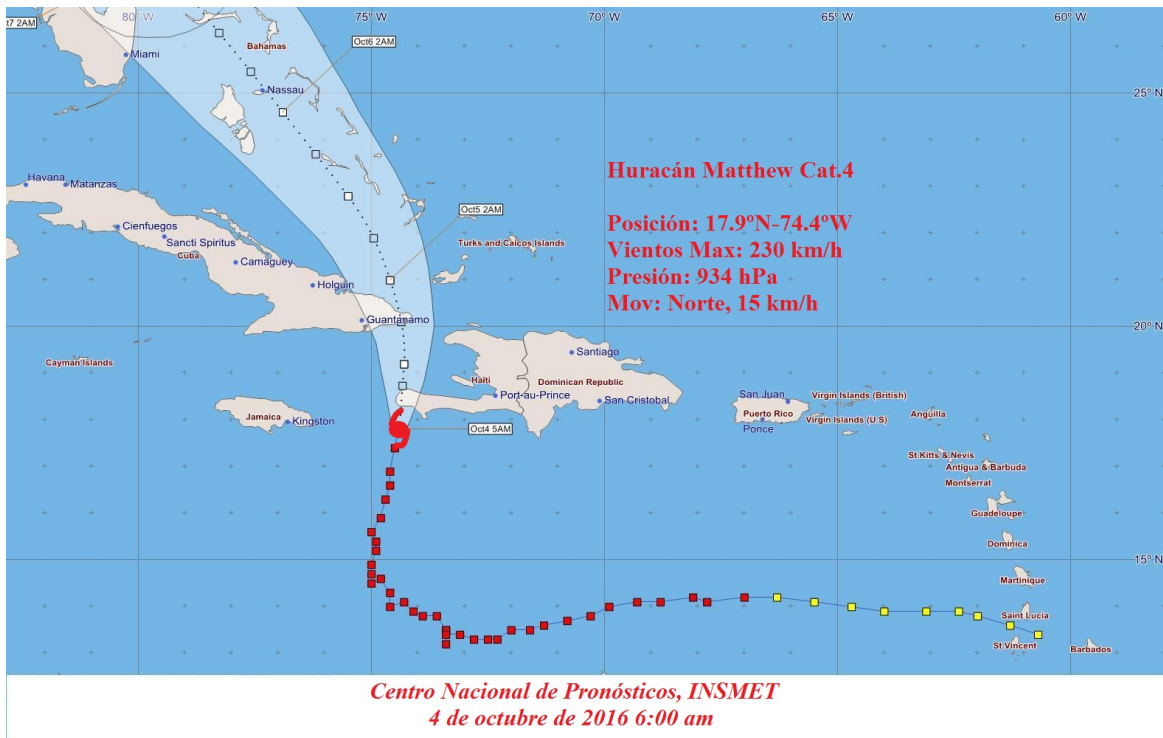 t7 2AM
80° W
75° W
70° W
65° W
60° W
Bahamas
Oct6 2AM
Miami
Nassau
25° N
Havana
Matanzas
Huracán Matthew Cat.4
Cienfuegos
Sancti Spiritus
Cuba
Camaguey
Oct5 2AM
Turks and Caicos Islands
Posición: 17.9ºN-74.4ºW
Vientos Max: 230 km/h
Presión: 934 hPa
Mov: Norte, 15 km/h
Holguin
Guantanamo
20° N
Cayman Islands
Haiti
Santiago
Dominican Republic
Port-au-Prince
San Cristobal
Jamaica
Kingston
Oct4 5AM
San Juan
Puerto Rico
Ponce
Virgin Islands (British)
Virgin Islands (U.S)
Anguilla
St.Kitts & Nevis
Antigua & Barbuda
Montserrat
Guadeloupe
Dominica
15° N
Martinique
Saint Lucia
St.Vincent
Barbados
Centro Nacional de Pronósticos, INSMET
4 de octubre de 2016 6:00 am